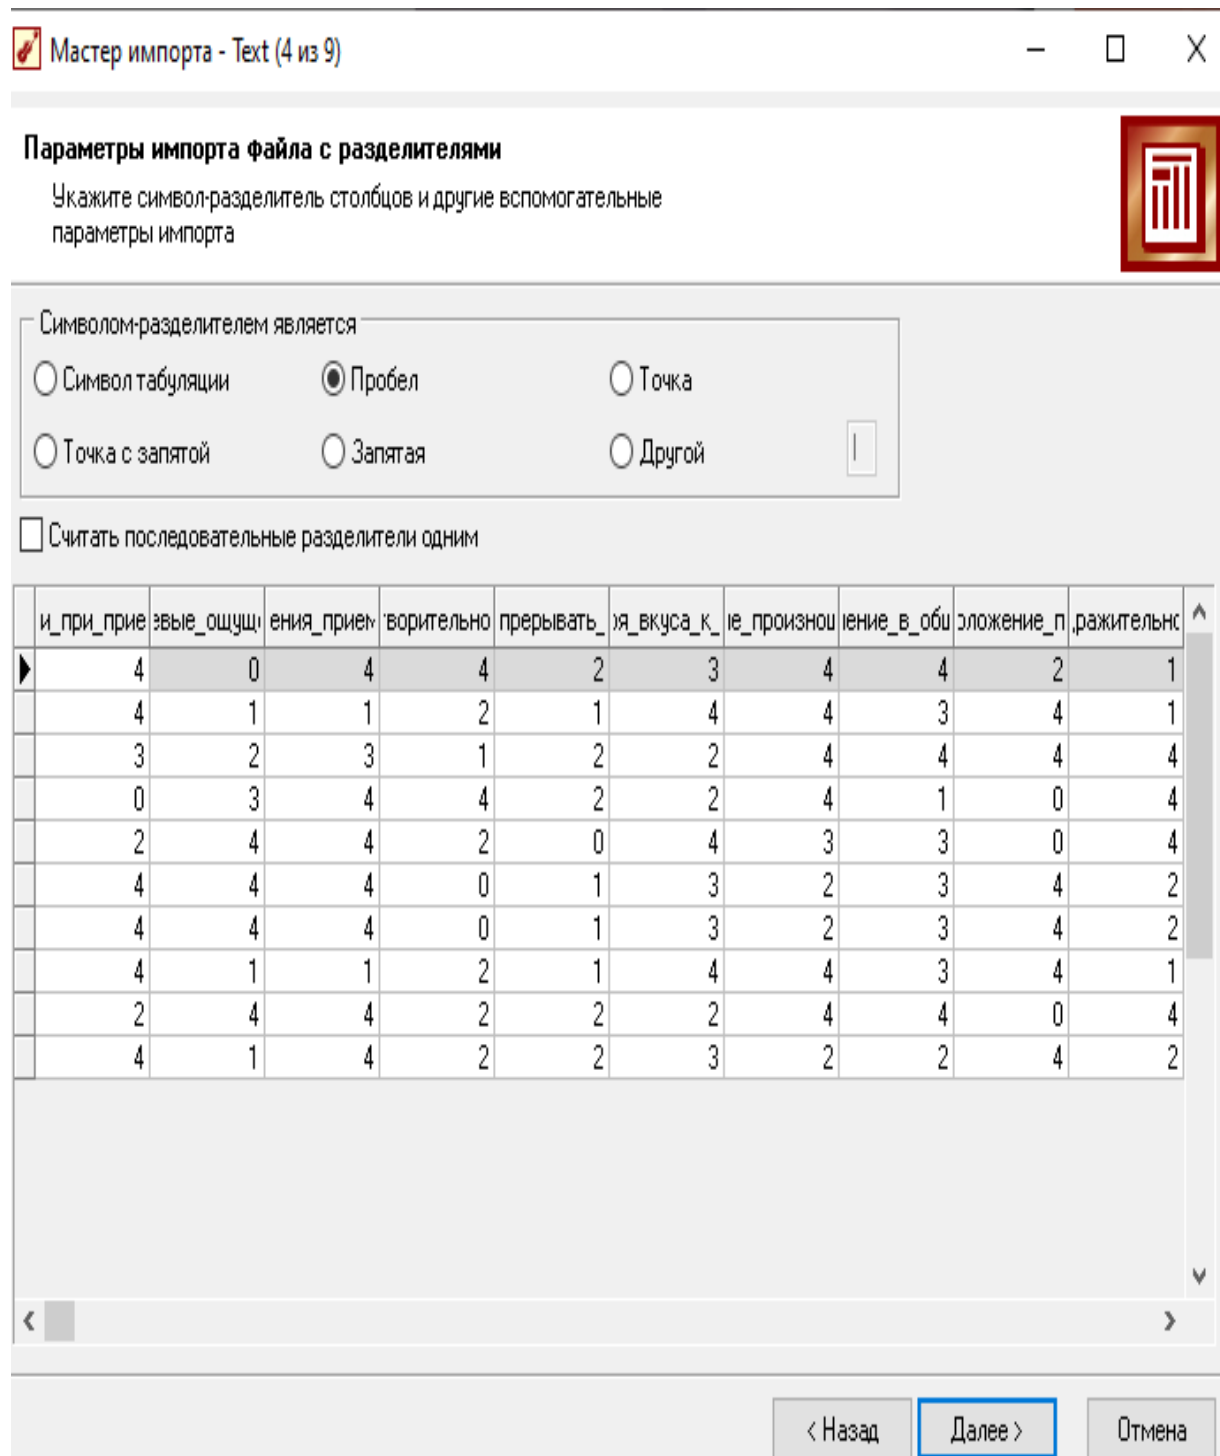 Мастер импорта - Text (4 из 9)
Параметры импорта файла с разделителями
Укажите символ-разделитель столбцов и другие вспомогательные
параметры импорта
Символом-разделителем является
Символ табуляции Пробел Точка
Точка с запятой Запятая Другой |
Считать последовательные разделители одним
и_при_прие евые_ощуще ения_прием творительно прерывать_ ря_вкуса_к_ ие_произнош нение_в_общ оложение_п дражительно
4 0 4 4 2 3 4 4 2 1
4 1 1 2 1 4 4 3 4 1
3 2 3 1 2 2 4 4 4 4
0 3 4 4 2 2 4 1 0 4
2 4 4 2 0 4 3 3 0 4
4 4 4 0 1 3 2 3 4 2
4 4 4 0 1 3 2 3 4 2
4 1 1 2 1 4 4 3 4 1
2 4 4 2 2 2 4 4 0 4
4 1 4 2 2 3 2 2 4 2
< Назад Далее > Отмена